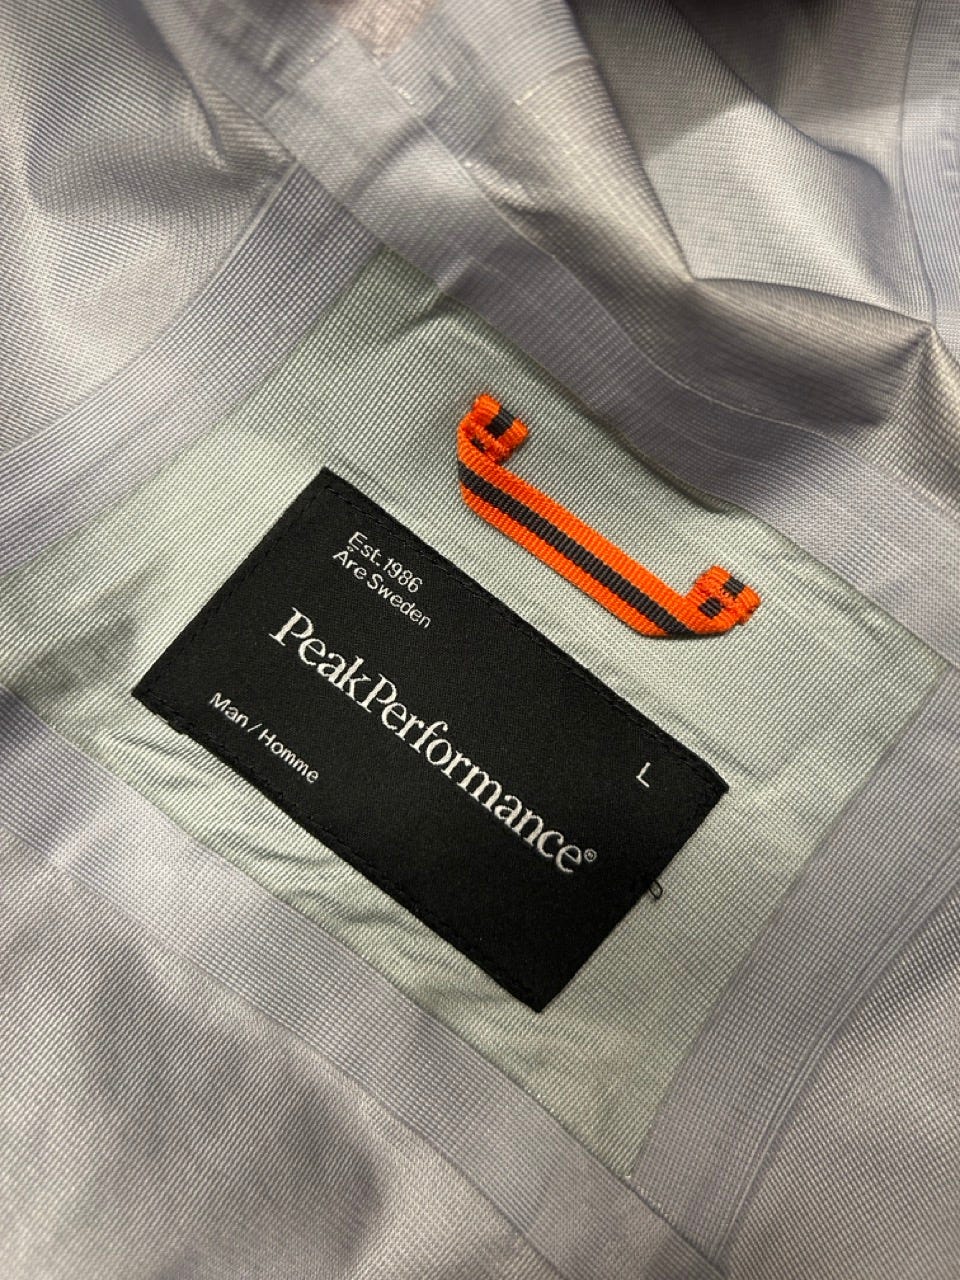 Est. 1986
Åre Sweden
PeakPerformance®
L
Man / Homme